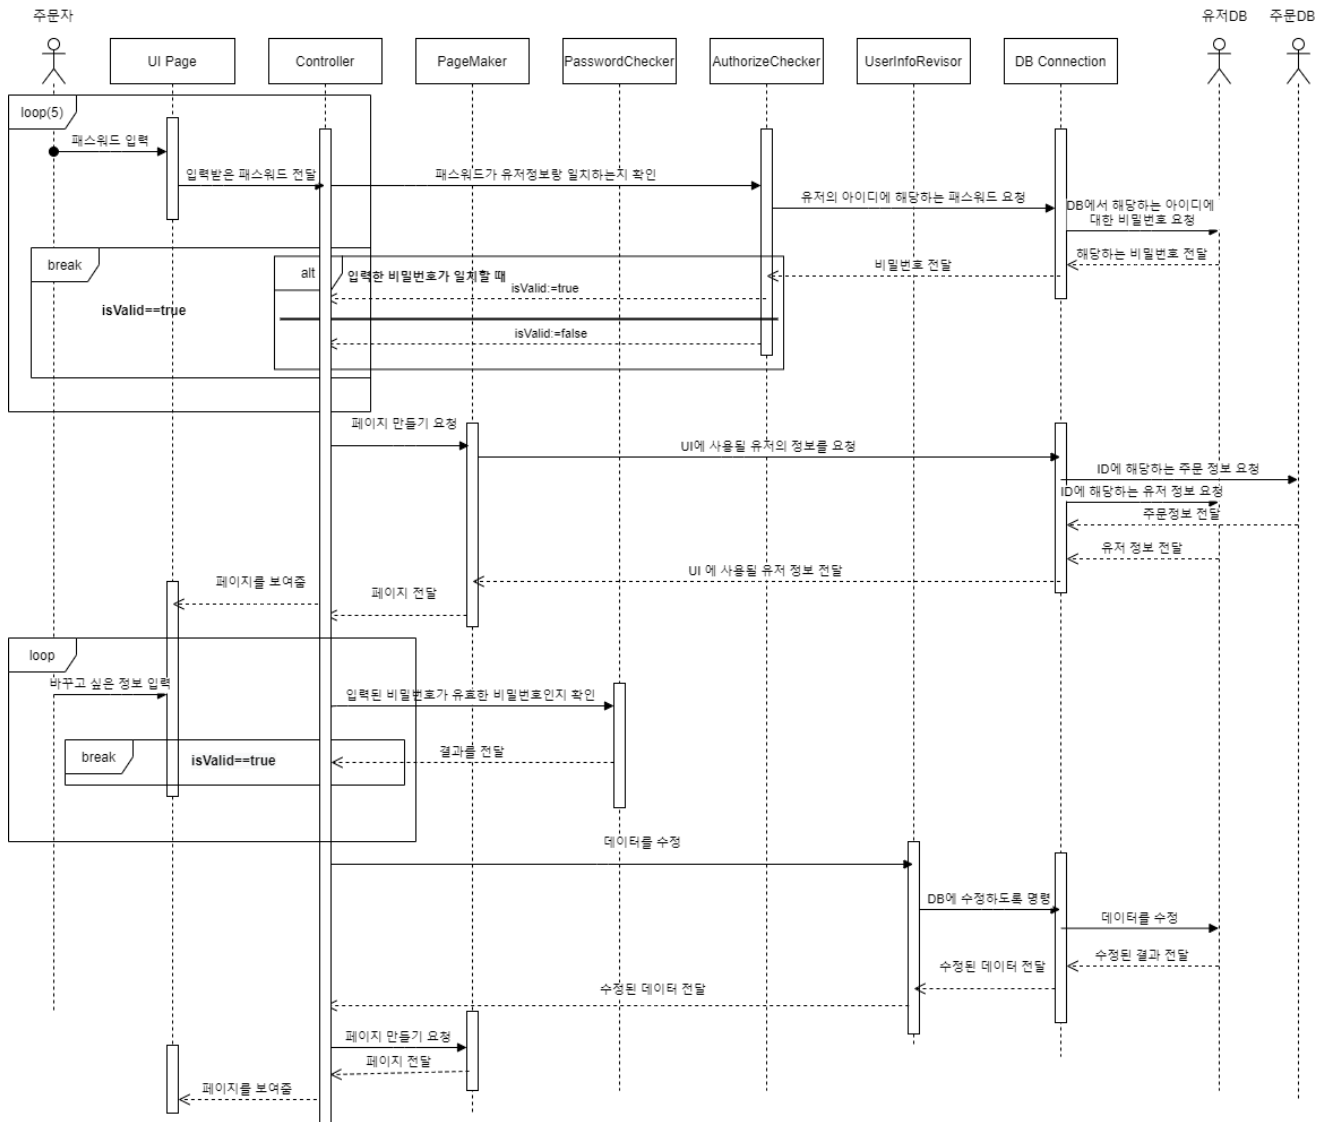 주문자
유저DB
주문DB
UI Page
Controller
PageMaker
PasswordChecker
AuthorizeChecker
UserInfoRevisor
DB Connection
loop(5)
패스워드 입력
입력받은 패스워드 전달
패스워드가 유저정보랑 일치하는지 확인
유저의 아이디에 해당하는 패스워드 요청
DB에서 해당하는 아이디에
대한 비밀번호 요청
해당하는 비밀번호 전달
비밀번호 전달
break
alt
입력한 비밀번호가 일치할 때
isValid:=true
isValid==true
isValid:=false
페이지 만들기 요청
UI에 사용될 유저의 정보를 요청
ID에 해당하는 주문 정보 요청
ID에 해당하는 유저 정보 요청
주문정보 전달
유저 정보 전달
UI 에 사용될 유저 정보 전달
페이지를 보여줌
페이지 전달
loop
바꾸고 싶은 정보 입력
입력된 비밀번호가 유효한 비밀번호인지 확인
결과를 전달
break
isValid==true
데이터를 수정
DB에 수정하도록 명령
데이터를 수정
수정된 결과 전달
수정된 데이터 전달
수정된 데이터 전달
페이지 만들기 요청
페이지 전달
페이지를 보여줌